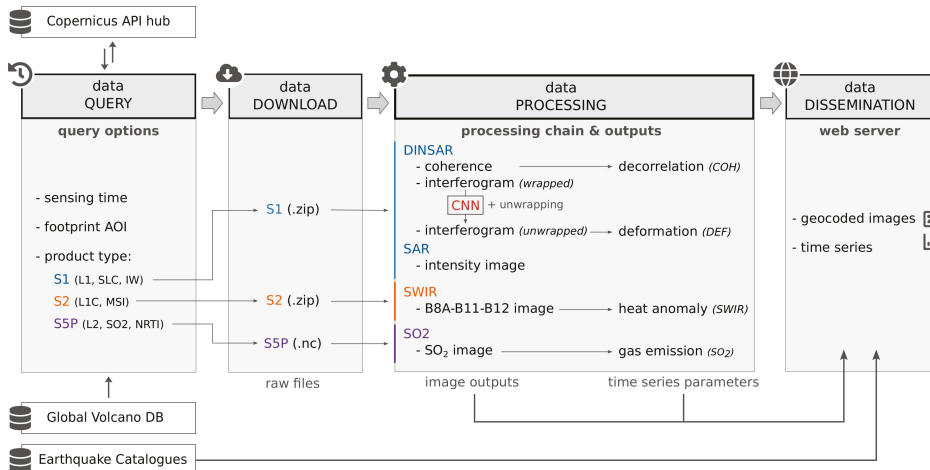 Copernicus API hub
data
QUERY
query options
- sensing time
- footprint AOI
- product type:
S1 (L1, SLC, IW)
S2 (L1C, MSI)
S5P (L2, SO2, NRTI)
Global Volcano DB
Earthquake Catalogues
data
DOWNLOAD
S1 (.zip)
S2 (.zip)
S5P (.nc)
raw files
data
PROCESSING
processing chain & outputs
DINSAR
- coherence decorrelation (COH)
- interferogram (wrapped)
CNN + unwrapping
- interferogram (unwrapped) deformation (DEF)
SAR
- intensity image
SWIR
- B8A-B11-B12 image heat anomaly (SWIR)
SO2
- SO₂ image gas emission (SO₂)
image outputs time series parameters
data
DISSEMINATION
web server
- geocoded images
- time series